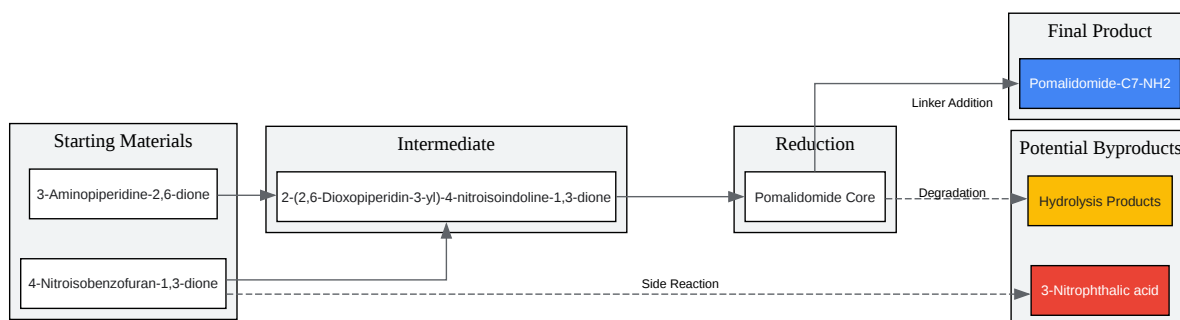 Final Product
Pomalidomide-C7-NH2
Linker Addition
Starting Materials
Intermediate
Reduction
Potential Byproducts
3-Aminopiperidine-2,6-dione
2-(2,6-Dioxopiperidin-3-yl)-4-nitroisoindoline-1,3-dione
Pomalidomide Core
Degradation
Hydrolysis Products
4-Nitroisobenzofuran-1,3-dione
Side Reaction
3-Nitrophthalic acid